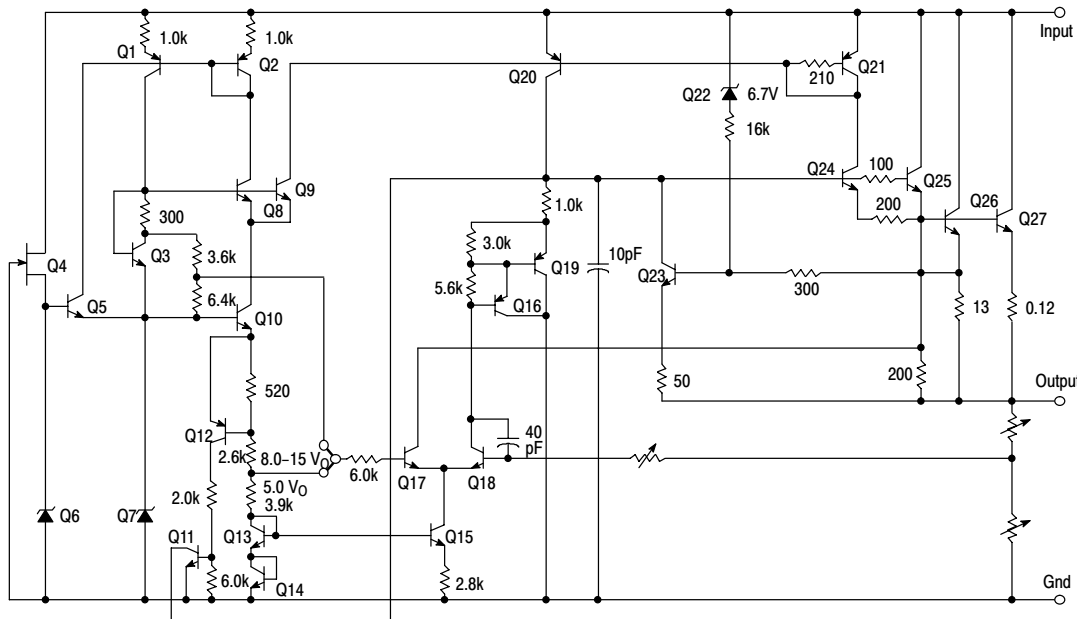 Input
1.0k
1.0k
Q1
Q2
Q20
210
Q21
Q22
6.7V
16k
Q24
100
Q25
Q9
Q8
300
200
Q26
Q27
1.0k
Q3
3.6k
3.0k
Q19
10pF
Q23
300
Q4
Q5
6.4k
5.6k
Q16
13
0.12
Q10
520
50
200
Output
Q12
2.6k
8.0–15 VO
40
pF
6.0k
Q17
Q18
5.0 VO
3.9k
2.0k
Q6
Q7
Q13
Q15
Q11
6.0k
Q14
2.8k
Gnd